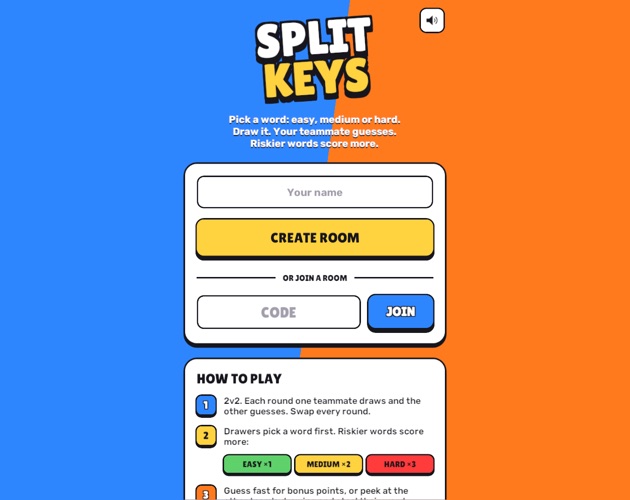 SPLIT
KEYS
Pick a word: easy, medium or hard.
Draw it. Your teammate guesses.
Riskier words score more.
Your name
CREATE ROOM
OR JOIN A ROOM
CODE
JOIN
HOW TO PLAY
1
2v2. Each round one teammate draws and the
other guesses. Swap every round.
2
Drawers pick a word first. Riskier words score
more:
EASY ×1
MEDIUM ×2
HARD ×3
3
Guess fast for bonus points, or peek at the